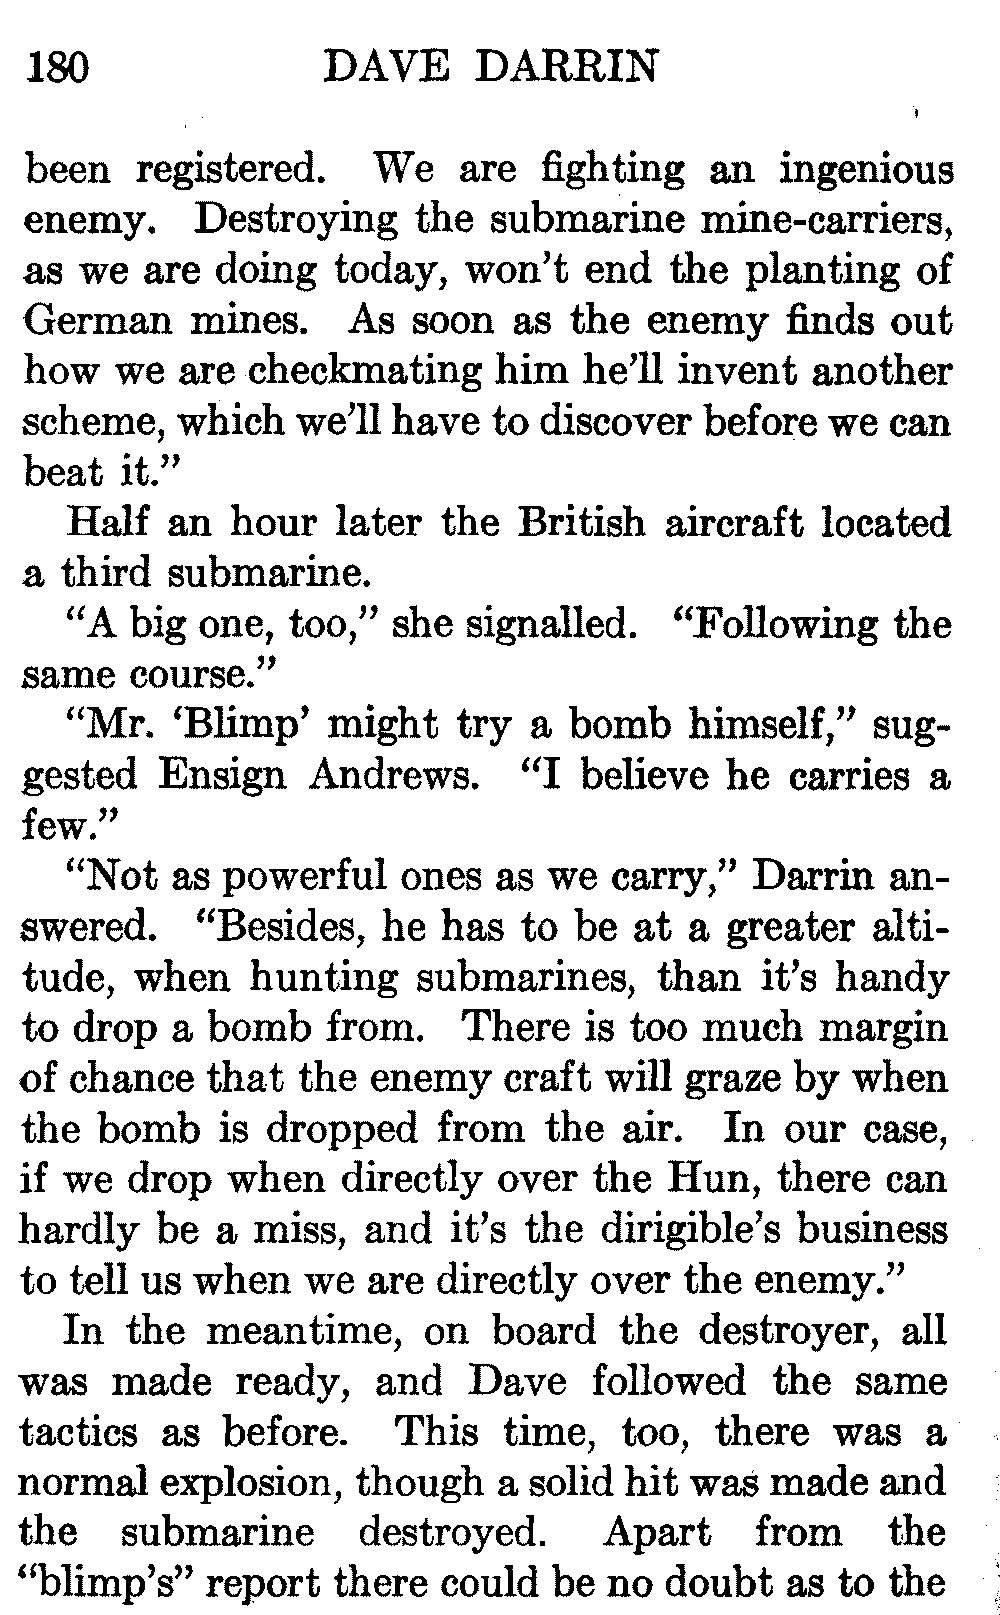 180 DAVE DARRIN
been registered. We are fighting an ingenious
enemy. Destroying the submarine mine-carriers,
as we are doing today, won't end the planting of
German mines. As soon as the enemy finds out
how we are checkmating him he'll invent another
scheme, which we'll have to discover before we can
beat it."
Half an hour later the British aircraft located
a third submarine.
"A big one, too," she signalled. "Following the
same course."
"Mr. 'Blimp' might try a bomb himself," sug-
gested Ensign Andrews. "I believe he carries a
few."
"Not as powerful ones as we carry," Darrin an-
swered. "Besides, he has to be at a greater alti-
tude, when hunting submarines, than it's handy
to drop a bomb from. There is too much margin
of chance that the enemy craft will graze by when
the bomb is dropped from the air. In our case,
if we drop when directly over the Hun, there can
hardly be a miss, and it's the dirigible's business
to tell us when we are directly over the enemy."
In the meantime, on board the destroyer, all
was made ready, and Dave followed the same
tactics as before. This time, too, there was a
normal explosion, though a solid hit was made and
the submarine destroyed. Apart from the
"blimp's" report there could be no doubt as to the